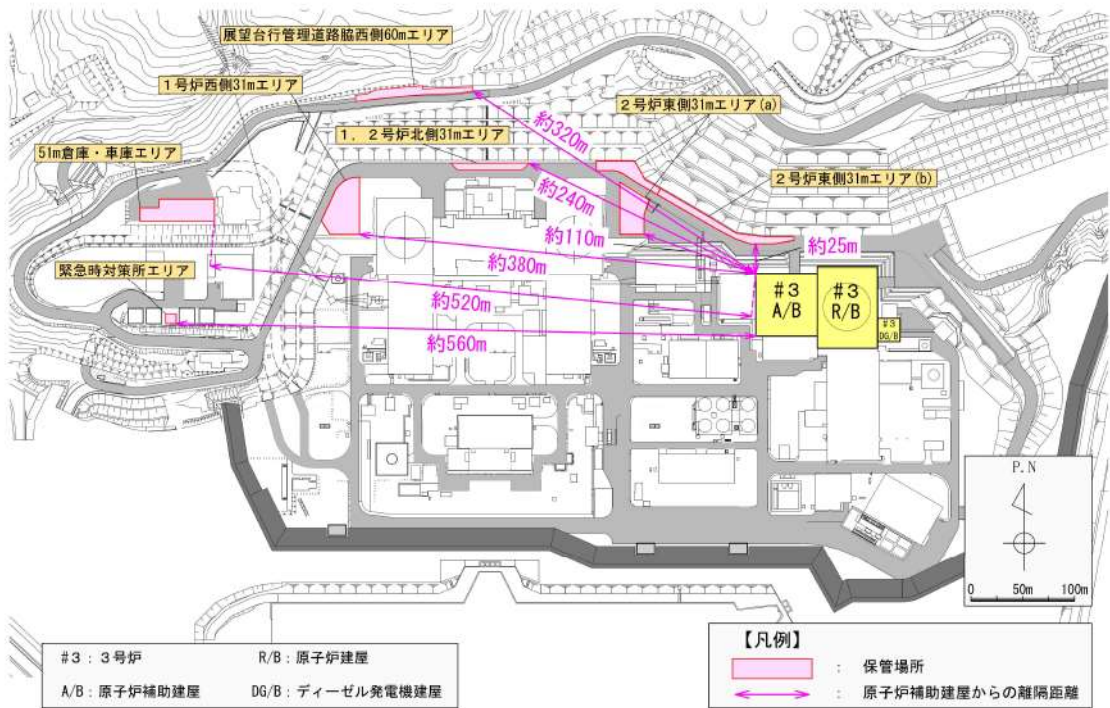 展望台行管理道路脇西側60mエリア
1号炉西側31mエリア
2号炉東側31mエリア(a)
約320m
1，2号炉北側31mエリア
51m倉庫・車庫エリア
2号炉東側31mエリア(b)
約240m
約110m
約25m
約380m
緊急時対策所エリア
約520m
#3
A/B
#3
R/B
#3
DG/B
約560m
P.N
0 50m 100m
#3：3号炉
R/B：原子炉建屋
A/B：原子炉補助建屋
DG/B：ディーゼル発電機建屋
【凡例】
： 保管場所
： 原子炉補助建屋からの離隔距離